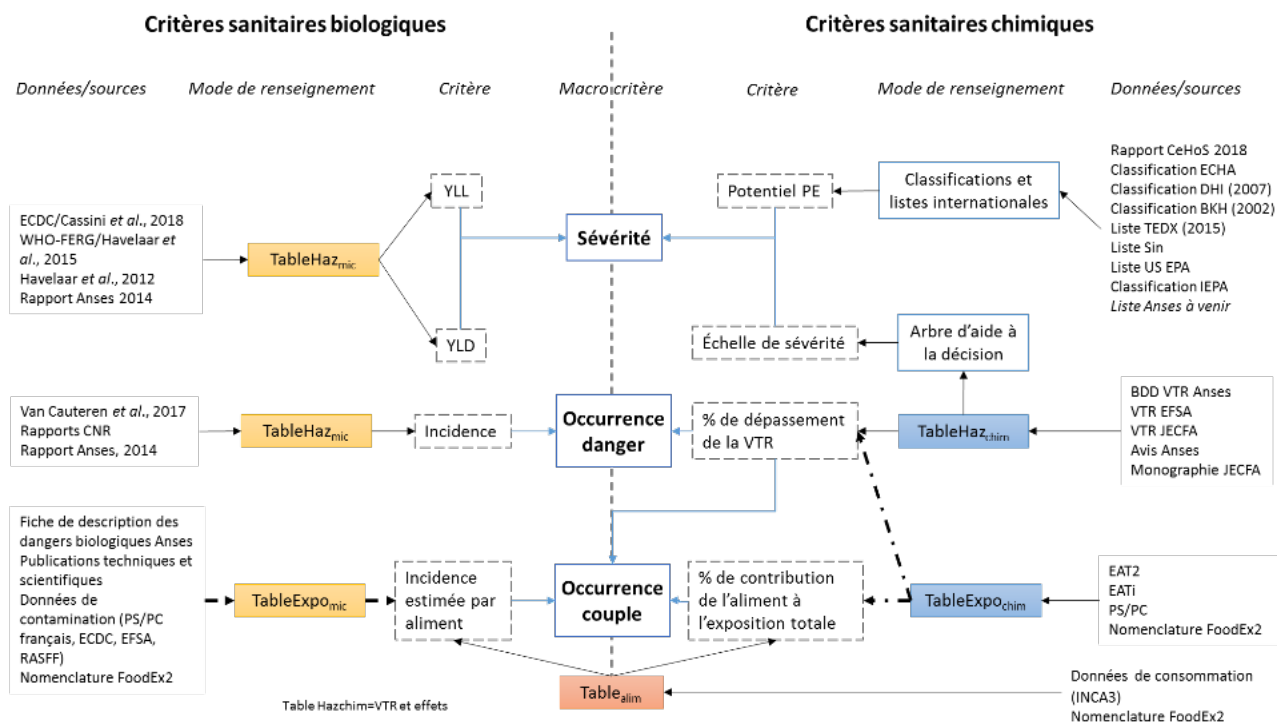 Critères sanitaires biologiques
Critères sanitaires chimiques
Données/sources
Mode de renseignement
Critère
Macro critère
Critère
Mode de renseignement
Données/sources
ECDC/Cassini et al., 2018
WHO-FERG/Havelaar et
al., 2015
Havelaar et al., 2012
Rapport Anses 2014
TableHazmic
YLL
YLD
Sévérité
Potentiel PE
Échelle de sévérité
Classifications et
listes internationales
Arbre d'aide à
la décision
Rapport CeHoS 2018
Classification ECHA
Classification DHI (2007)
Classification BKH (2002)
Liste TEDX (2015)
Liste Sin
Liste US EPA
Classification IEPA
Liste Anses à venir
Van Cauteren et al., 2017
Rapports CNR
Rapport Anses, 2014
TableHazmic
Incidence
Occurrence
danger
% de dépassement
de la VTR
TableHazchim
BDD VTR Anses
VTR EFSA
VTR JECFA
Avis Anses
Monographie JECFA
Fiche de description des
dangers biologiques Anses
Publications techniques et
scientifiques
Données de
contamination (PS/PC
français, ECDC, EFSA,
RASFF)
Nomenclature FoodEx2
TableExpomic
Incidence
estimée par
aliment
Occurrence
couple
% de contribution
de l'aliment à
l'exposition totale
TableExpochim
EAT2
EATi
PS/PC
Nomenclature FoodEx2
Tablealim
Données de consommation
(INCA3)
Nomenclature FoodEx2
Table Hazchim=VTR et effets